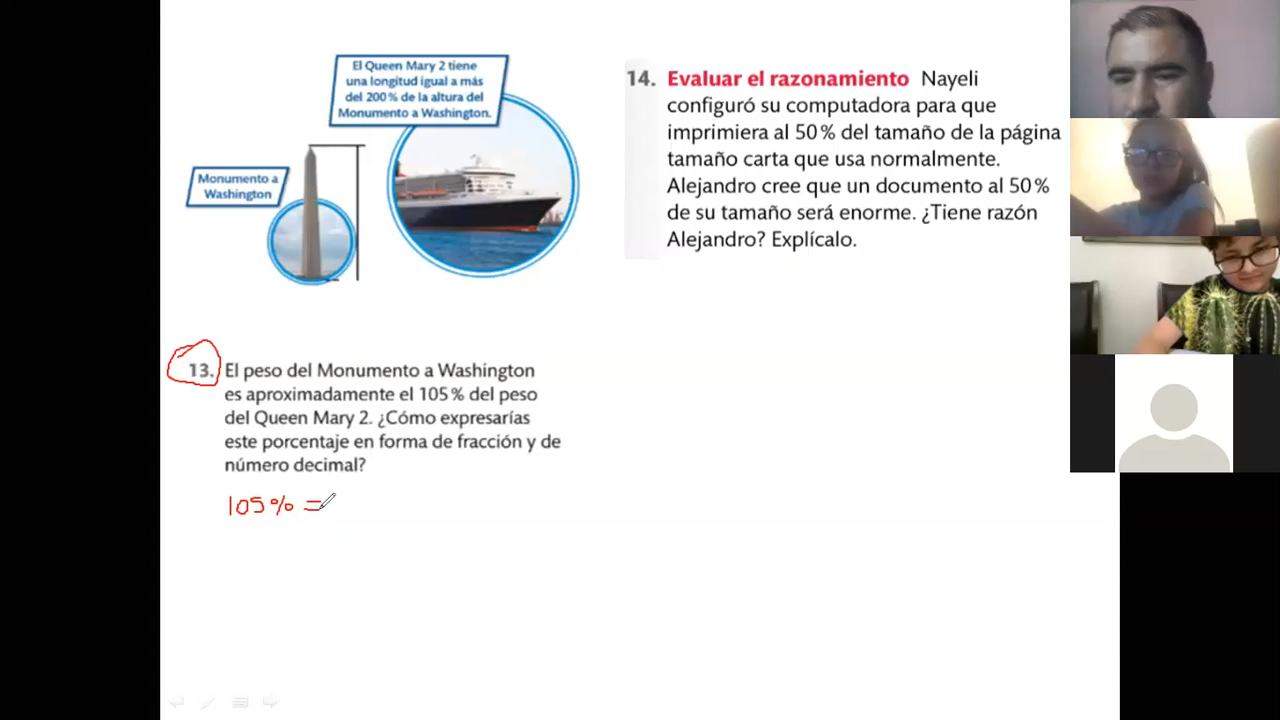 El Queen Mary 2 tiene
una longitud igual a más
del 200% de la altura del
Monumento a Washington.
Monumento a
Washington
13. El peso del Monumento a Washington
es aproximadamente el 105% del peso
del Queen Mary 2. ¿Cómo expresarías
este porcentaje en forma de fracción y de
número decimal?
105% =
14. Evaluar el razonamiento Nayeli
configuró su computadora para que
imprimiera al 50% del tamaño de la página
tamaño carta que usa normalmente.
Alejandro cree que un documento al 50%
de su tamaño será enorme. ¿Tiene razón
Alejandro? Explícalo.